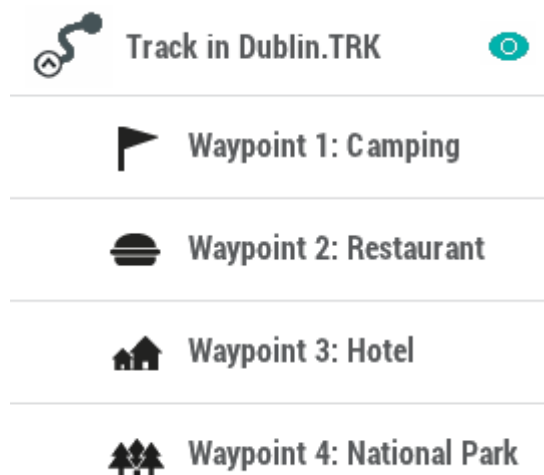 Track in Dublin.TRK
Waypoint 1: Camping
Waypoint 2: Restaurant
Waypoint 3: Hotel
Waypoint 4: National Park